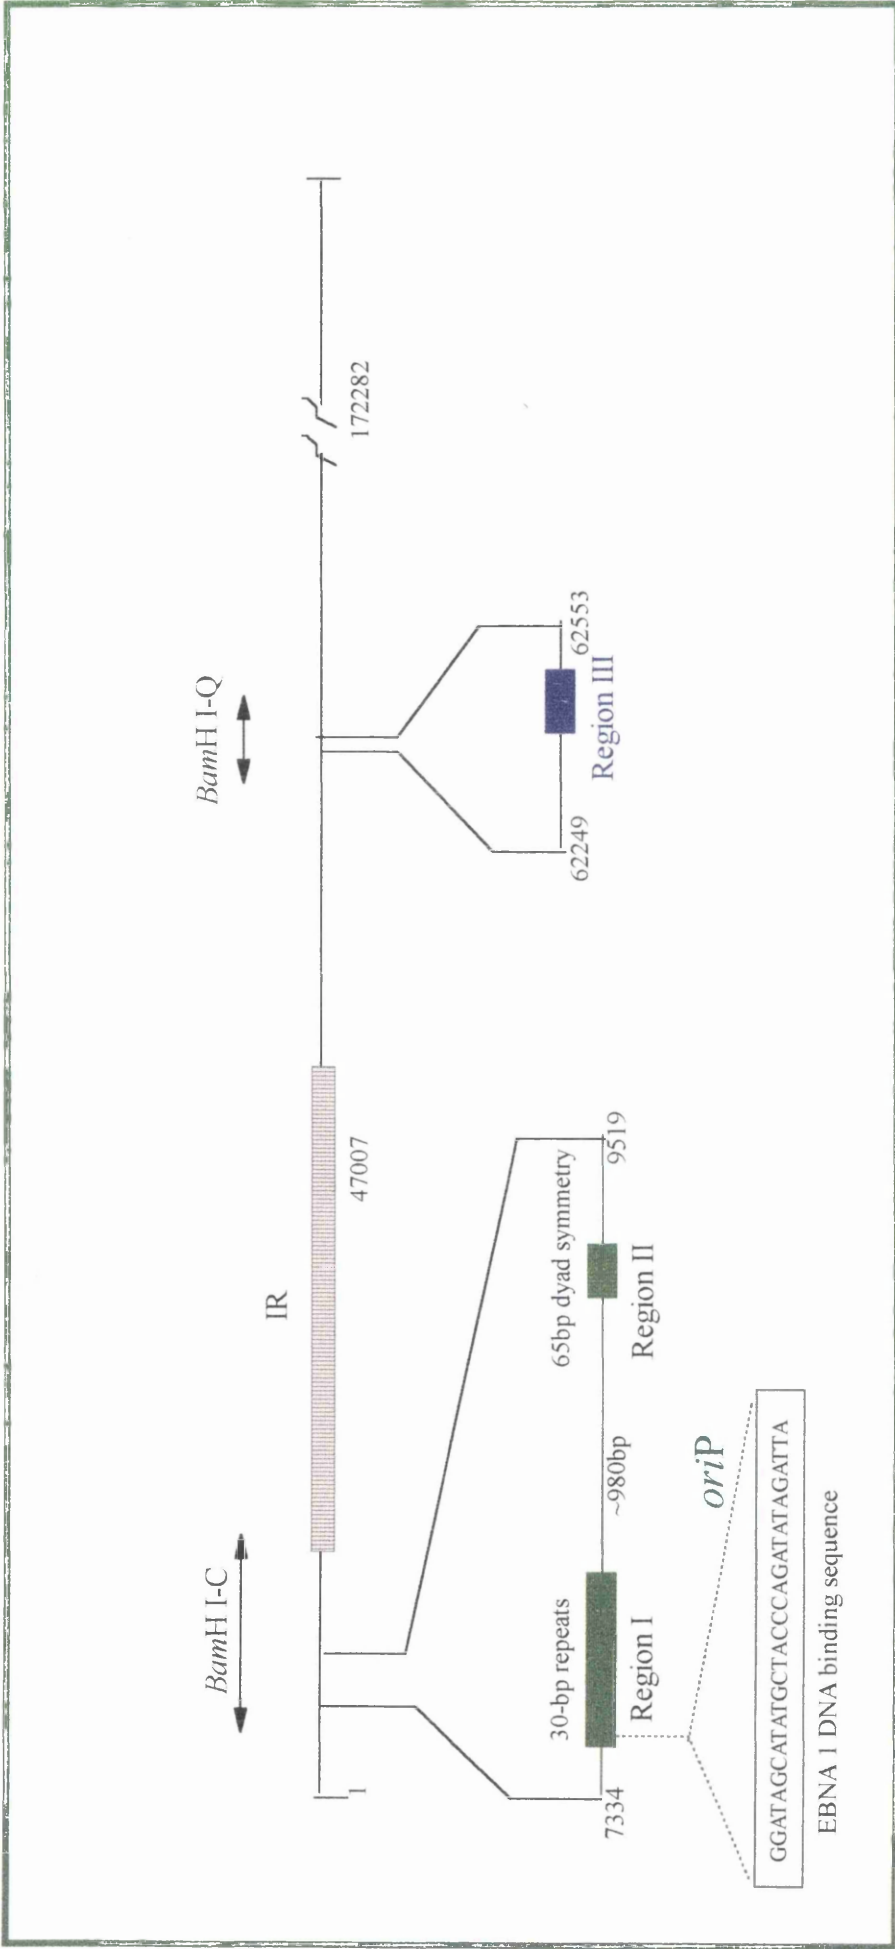 BamH I-C
IR
BamH I-Q
1
47007
172282
30-bp repeats
65bp dyad symmetry
7334
~980bp
9519
Region I
Region II
62249
62553
Region III
oriP
GGATAGCATATGCTACCCAGATATAGATTA
EBNA 1 DNA binding sequence